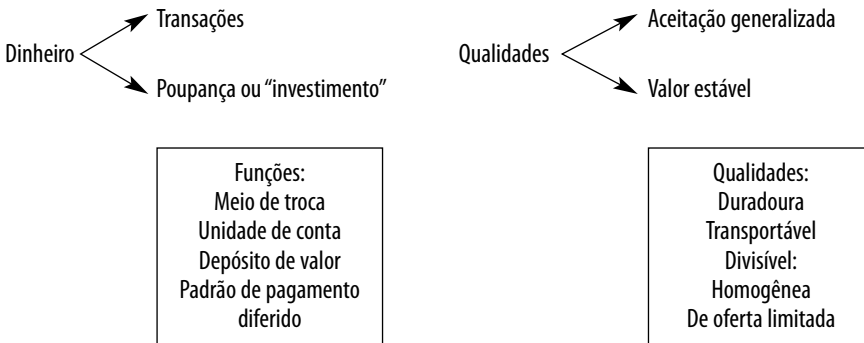 Dinheiro
Transações
Poupança ou “investimento”
Qualidades
Aceitação generalizada
Valor estável
Funções:
Meio de troca
Unidade de conta
Depósito de valor
Padrão de pagamento
diferido
Qualidades:
Duradoura
Transportável
Divisível:
Homogênea
De oferta limitada